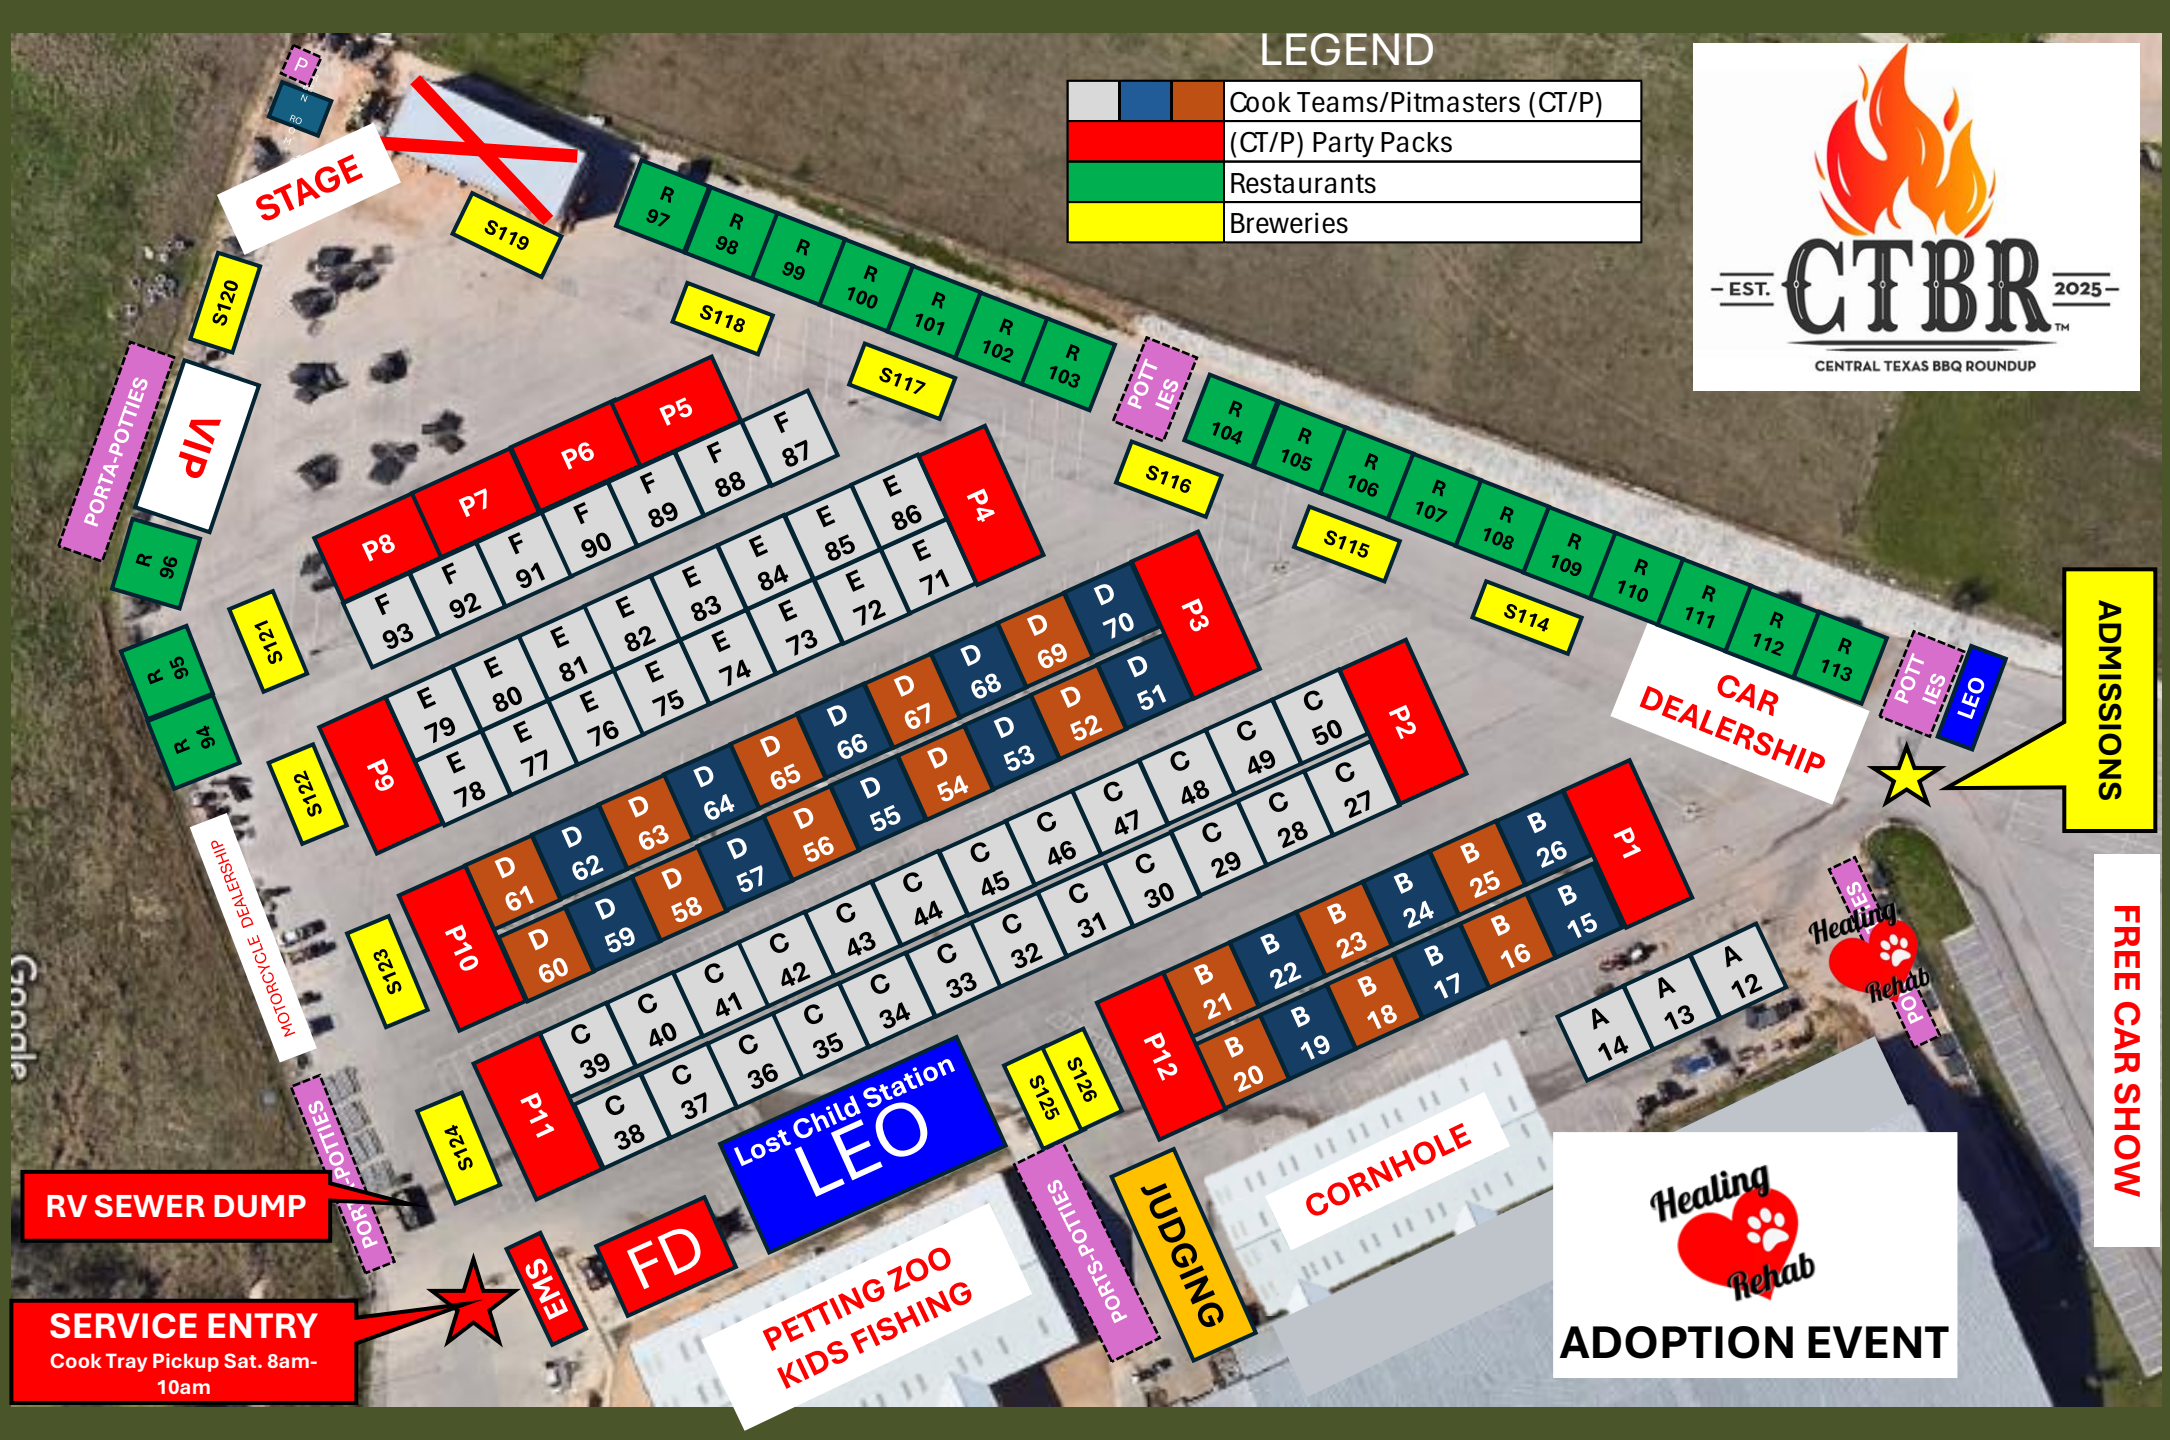 LEGEND
Cook Teams/Pitmasters (CT/P)
(CT/P) Party Packs
Restaurants
Breweries
EST.
CTBR
2025
TM
CENTRAL TEXAS BBQ ROUNDUP
P
STAGE
S119
S120
S118
S117
S116
S115
S114
R 97
R 98
R 99
R 100
R 101
R 102
R 103
POTT
IES
R 104
R 105
R 106
R 107
R 108
R 109
R 110
R 111
R 112
R 113
POTT
IES
LEO
ADMISSIONS
CAR
DEALERSHIP
PORTA-POTTIES
VIP
R 96
R 95
R 94
S121
S122
S123
S124
MOTORCYCLE DEALERSHIP
P8
P7
P6
P5
F 93
F 92
F 91
F 90
F 89
F 88
F 87
P9
E 79
E 80
E 81
E 82
E 83
E 84
E 85
E 86
P4
E 78
E 77
E 76
E 75
E 74
E 73
E 72
E 71
P10
D 61
D 62
D 63
D 64
D 65
D 66
D 67
D 68
D 69
D 70
P3
D 60
D 59
D 58
D 57
D 56
D 55
D 54
D 53
D 52
D 51
P11
C 39
C 40
C 41
C 42
C 43
C 44
C 45
C 46
C 47
C 48
C 49
C 50
P2
C 38
C 37
C 36
C 35
C 34
C 33
C 32
C 31
C 30
C 29
C 28
C 27
P12
B 21
B 22
B 23
B 24
B 25
B 26
P1
B 20
B 19
B 18
B 17
B 16
B 15
A 14
A 13
A 12
Healing
Rehab
FREE CAR SHOW
Lost Child Station
LEO
S125
S126
PORTS-POTTIES
JUDGING
CORNHOLE
FD
EMS
PETTING ZOO
KIDS FISHING
RV SEWER DUMP
SERVICE ENTRY
Cook Tray Pickup Sat. 8am-
10am
Healing
Rehab
ADOPTION EVENT
Google